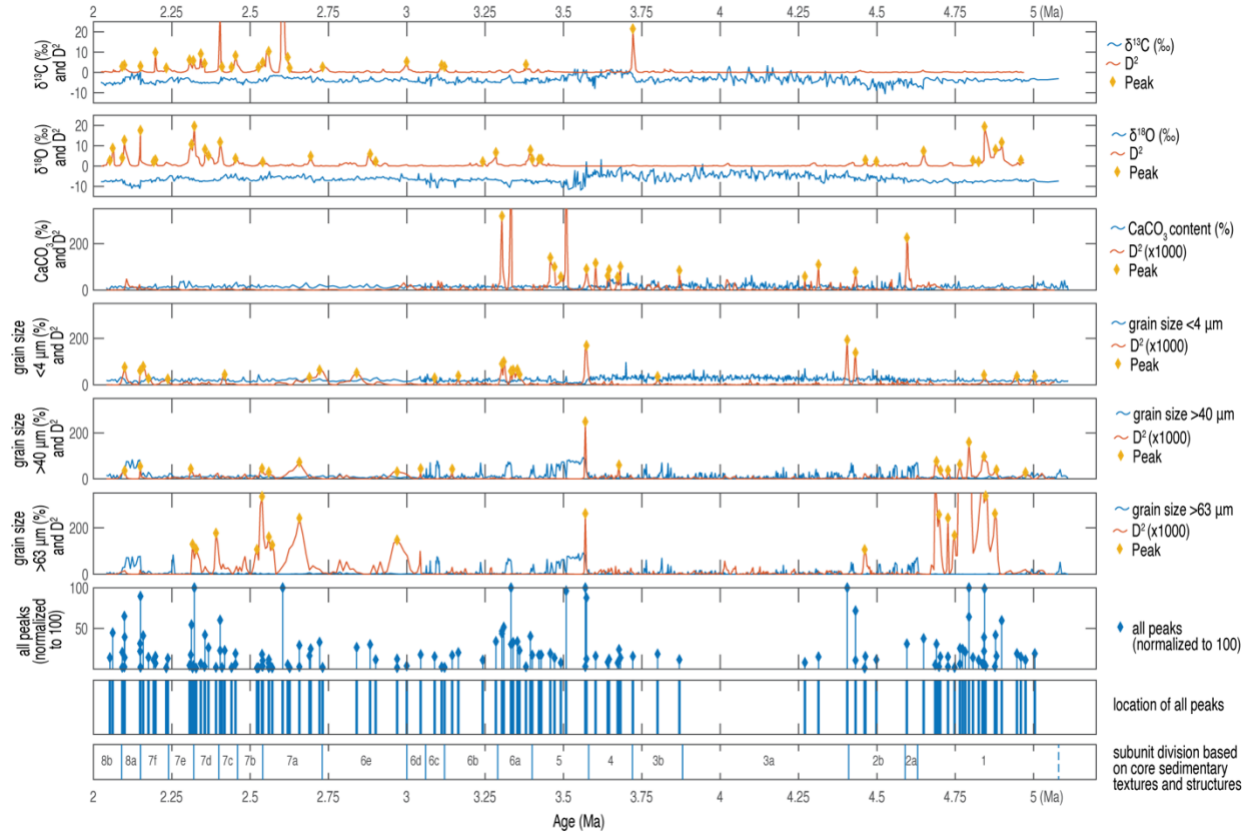 2 2.25 2.5 2.75 3 3.25 3.5 3.75 4 4.25 4.5 4.75 5 (Ma)
δ¹³C (‰)
and D²
20
10
0
-10
δ¹³C (‰)
D²
Peak
δ¹⁸O (‰)
and D²
20
10
0
-10
δ¹⁸O (‰)
D²
Peak
CaCO₃ (%)
and D²
200
0
CaCO₃ content (%)
D² (x1000)
Peak
grain size
<4 µm (%)
and D²
200
0
grain size <4 µm
D² (x1000)
Peak
grain size
>40 µm (%)
and D²
200
0
grain size >40 µm
D² (x1000)
Peak
grain size
>63 µm (%)
and D²
200
0
grain size >63 µm
D² (x1000)
Peak
all peaks
(normalized
to 100)
100
50
all peaks
(normalized to 100)
location of all peaks
8b 8a 7f 7e 7d 7c 7b 7a 6e 6d 6c 6b 6a 5 4 3b 3a 2b 2a 1
subunit division based
on core sedimentary
textures and structures
2 2.25 2.5 2.75 3 3.25 3.5 3.75 4 4.25 4.5 4.75 5 (Ma)
Age (Ma)